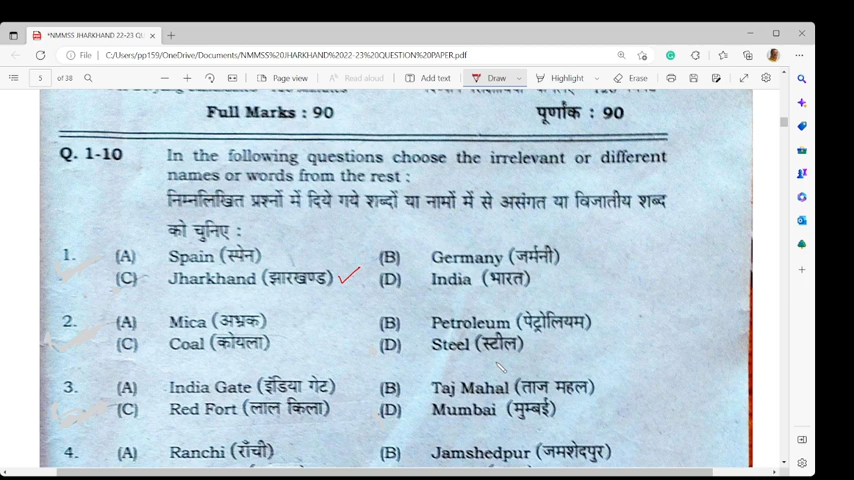 *NMMSS JHARKHAND 22-23 QU
File
C:/Users/pp159/OneDrive/Documents/NMMSS%20JHARKHAND%2022-23%20QUESTION%20PAPER.pdf
5 of 38
Page view
Read aloud
Add text
Draw
Highlight
Erase
Full Marks : 90 पूर्णांक : 90
Q. 1-10 In the following questions choose the irrelevant or different
names or words from the rest :
निम्नलिखित प्रश्नों में दिये गये शब्दों या नामों में से असंगत या विजातीय शब्द
को चुनिए :
1. (A) Spain (स्पेन) (B) Germany (जर्मनी)
(C) Jharkhand (झारखण्ड) (D) India (भारत)
2. (A) Mica (अभ्रक) (B) Petroleum (पेट्रोलियम)
(C) Coal (कोयला) (D) Steel (स्टील)
3. (A) India Gate (इंडिया गेट) (B) Taj Mahal (ताज महल)
(C) Red Fort (लाल किला) (D) Mumbai (मुम्बई)
4. (A) Ranchi (राँची) (B) Jamshedpur (जमशेदपुर)